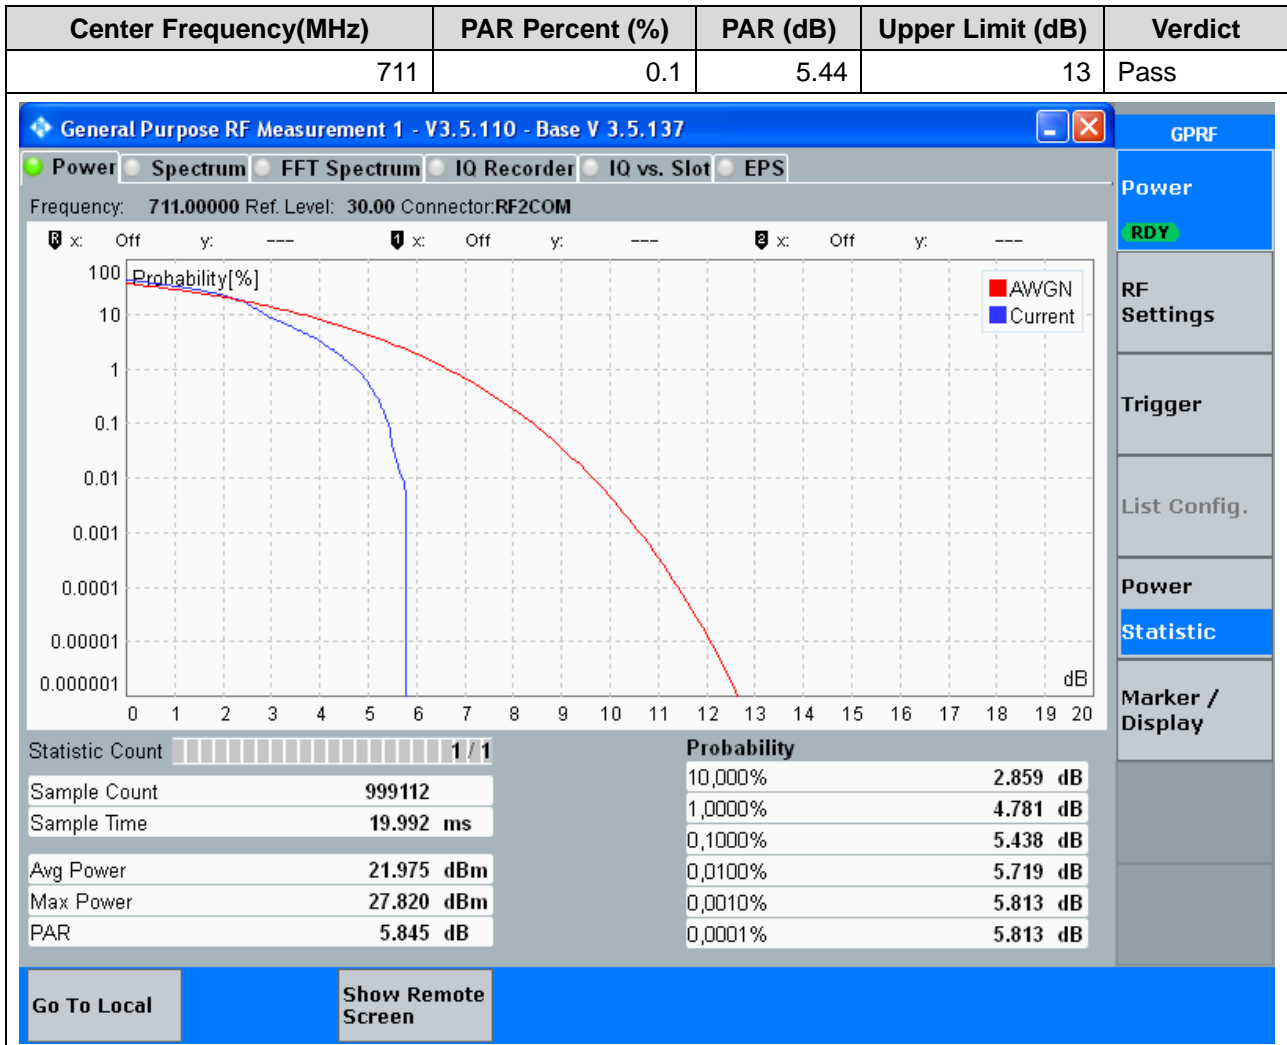 Center Frequency(MHz) PAR Percent (%) PAR (dB) Upper Limit (dB) Verdict
711 0.1 5.44 13 Pass
General Purpose RF Measurement 1 - V3.5.110 - Base V 3.5.137
GPRF
Power Spectrum FFT Spectrum IQ Recorder IQ vs. Slot EPS
Power
RDY
Frequency: 711.00000 Ref. Level: 30.00 Connector:RF2COM
R x: Off y: --- 1 x: Off y: --- 2 x: Off y: ---
Probability[%]
AWGN
Current
100
10
1
0.1
0.01
0.001
0.0001
0.00001
0.000001
dB
0 1 2 3 4 5 6 7 8 9 10 11 12 13 14 15 16 17 18 19 20
RF
Settings
Trigger
List Config.
Power
Statistic
Marker /
Display
Statistic Count 1 / 1
Sample Count 999112
Sample Time 19.992 ms
Avg Power 21.975 dBm
Max Power 27.820 dBm
PAR 5.845 dB
Probability
10,000% 2.859 dB
1,0000% 4.781 dB
0,1000% 5.438 dB
0,0100% 5.719 dB
0,0010% 5.813 dB
0,0001% 5.813 dB
Go To Local
Show Remote
Screen